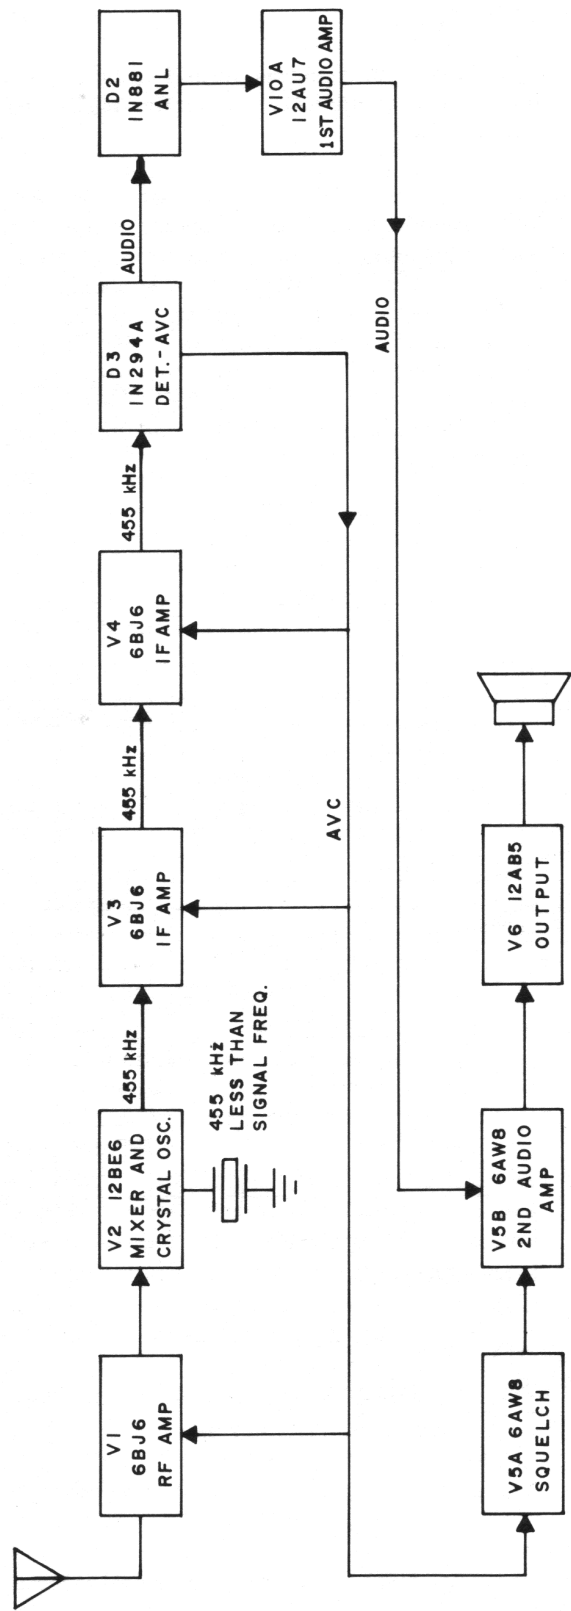 V1
6BJ6
RF AMP
V2 12BE6
MIXER AND
CRYSTAL OSC.
455 kHz
LESS THAN
SIGNAL FREQ.
455 kHz
V3
6BJ6
IF AMP
455 kHz
V4
6BJ6
IF AMP
455 kHz
D3
1N294A
DET.-AVC
AUDIO
D2
1N881
ANL
V10A
12AU7
1ST AUDIO AMP
AVC
AUDIO
V5A 6AW8
SQUELCH
V5B 6AW8
2ND AUDIO
AMP
V6 12AB5
OUTPUT